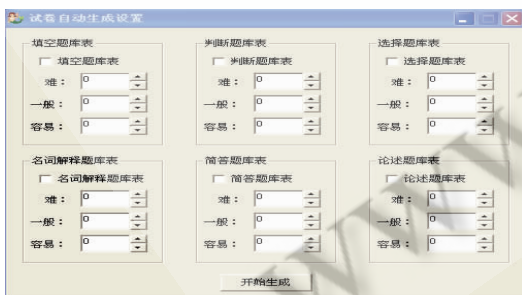 试卷自动生成设置
填空题库表 判断题库表 选择题库表
填空题库表 判断题库表 选择题库表
难： 0 难： 0 难： 0
一般： 0 一般： 0 一般： 0
容易： 0 容易： 0 容易： 0
名词解释题库表 简答题库表 论述题库表
名词解释题库表 简答题库表 论述题库表
难： 0 难： 0 难： 0
一般： 0 一般： 0 一般： 0
容易： 0 容易： 0 容易： 0
开始生成